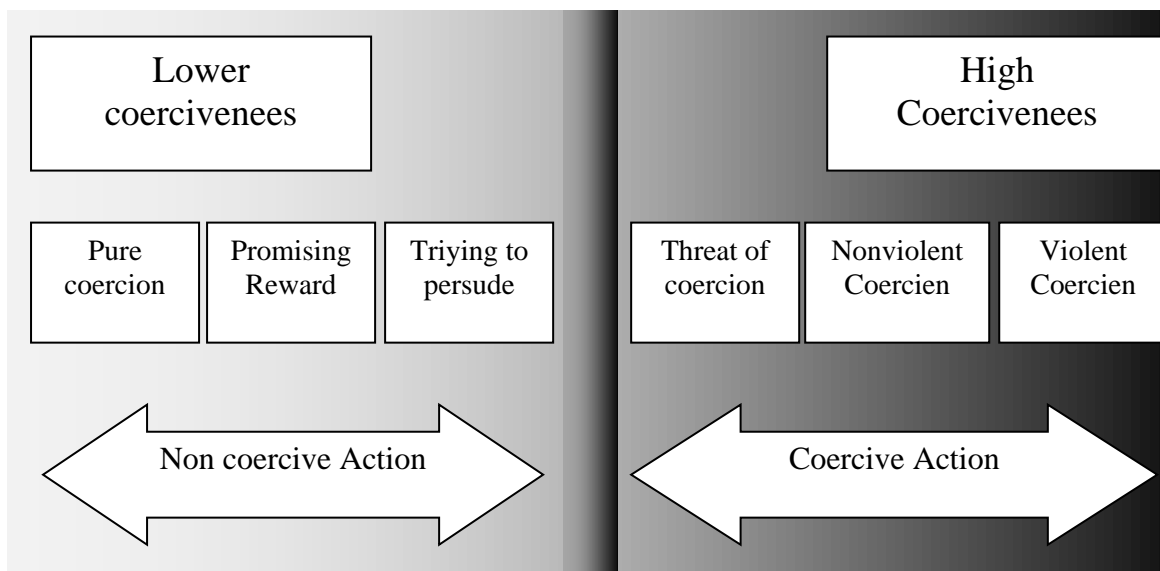 Lower
coercivenees
High
Coercivenees
Pure
coercion
Promising
Reward
Triying to
persude
Threat of
coercion
Nonviolent
Coercien
Violent
Coercien
Non coercive Action
Coercive Action